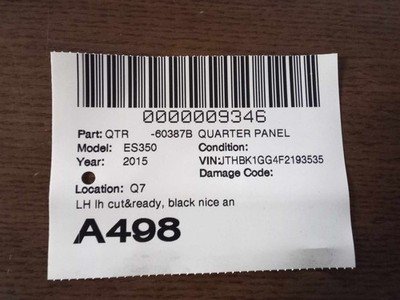 0000009346
Part: QTR -60387B QUARTER PANEL
Model: ES350 Condition:
Year: 2015 VIN:JTHBK1GG4F2193535
Damage Code:
Location: Q7
LH lh cut&ready, black nice an
A498